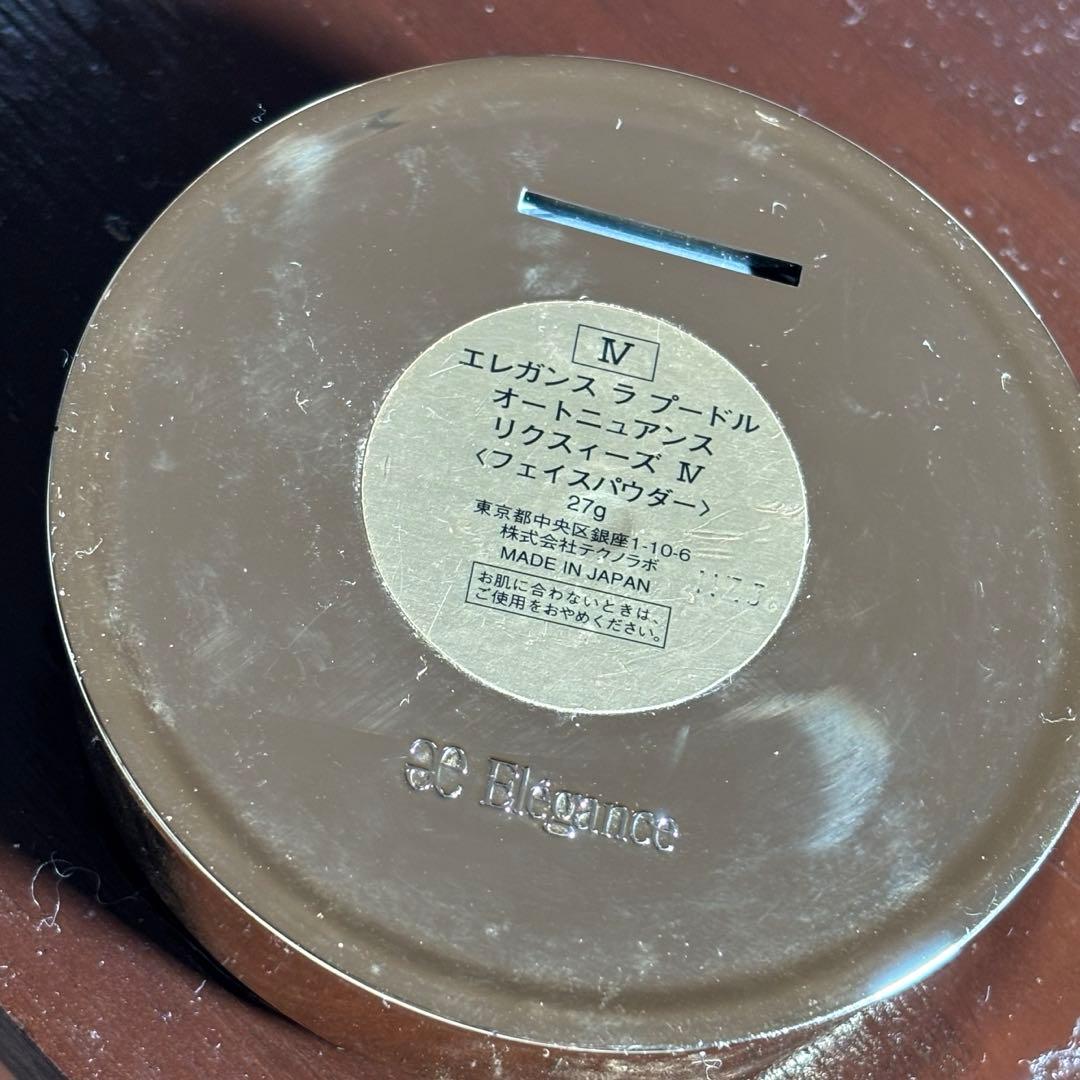 Ⅳ
エレガンス ラ プードル
オートニュアンス
リクスィーズ Ⅳ
〈フェイスパウダー〉
27g
東京都中央区銀座1-10-6
株式会社テクノラボ
MADE IN JAPAN
お肌に合わないときは、
ご使用をおやめください。
Elégance